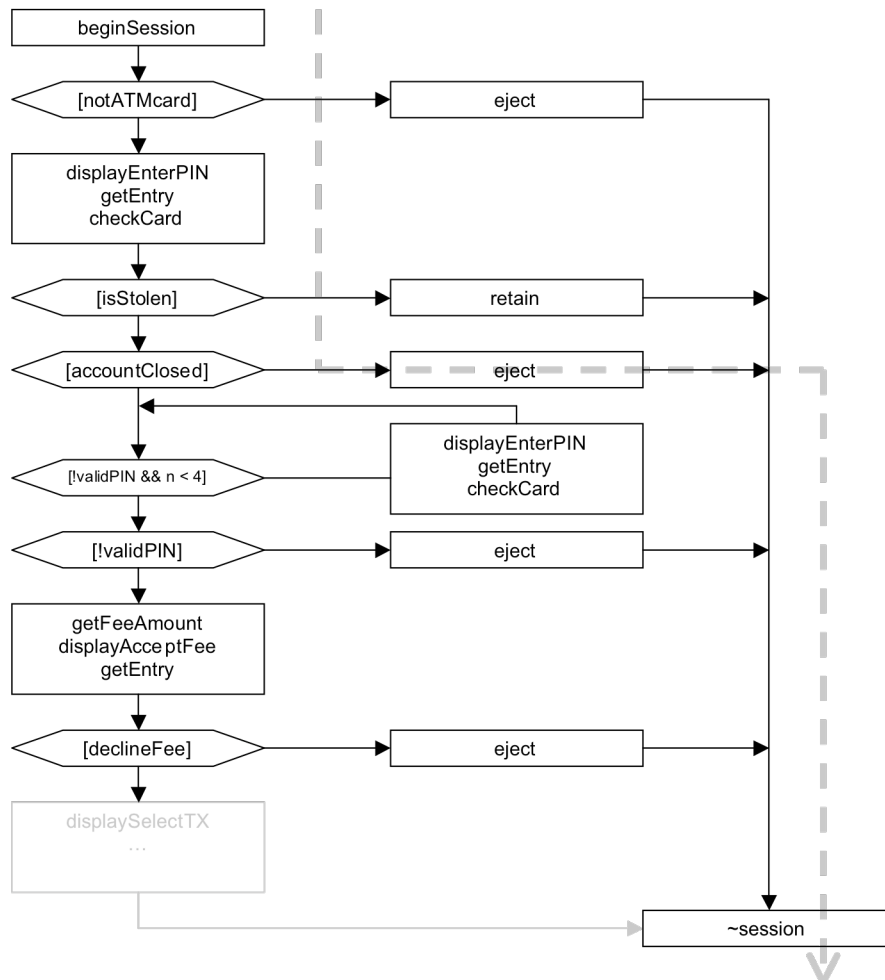 beginSession
[notATMcard]
eject
displayEnterPIN
getEntry
checkCard
[isStolen]
retain
[accountClosed]
eject
displayEnterPIN
getEntry
checkCard
[!validPIN && n < 4]
[!validPIN]
eject
getFeeAmount
displayAcceptFee
getEntry
[declineFee]
eject
displaySelectTX
...
~session